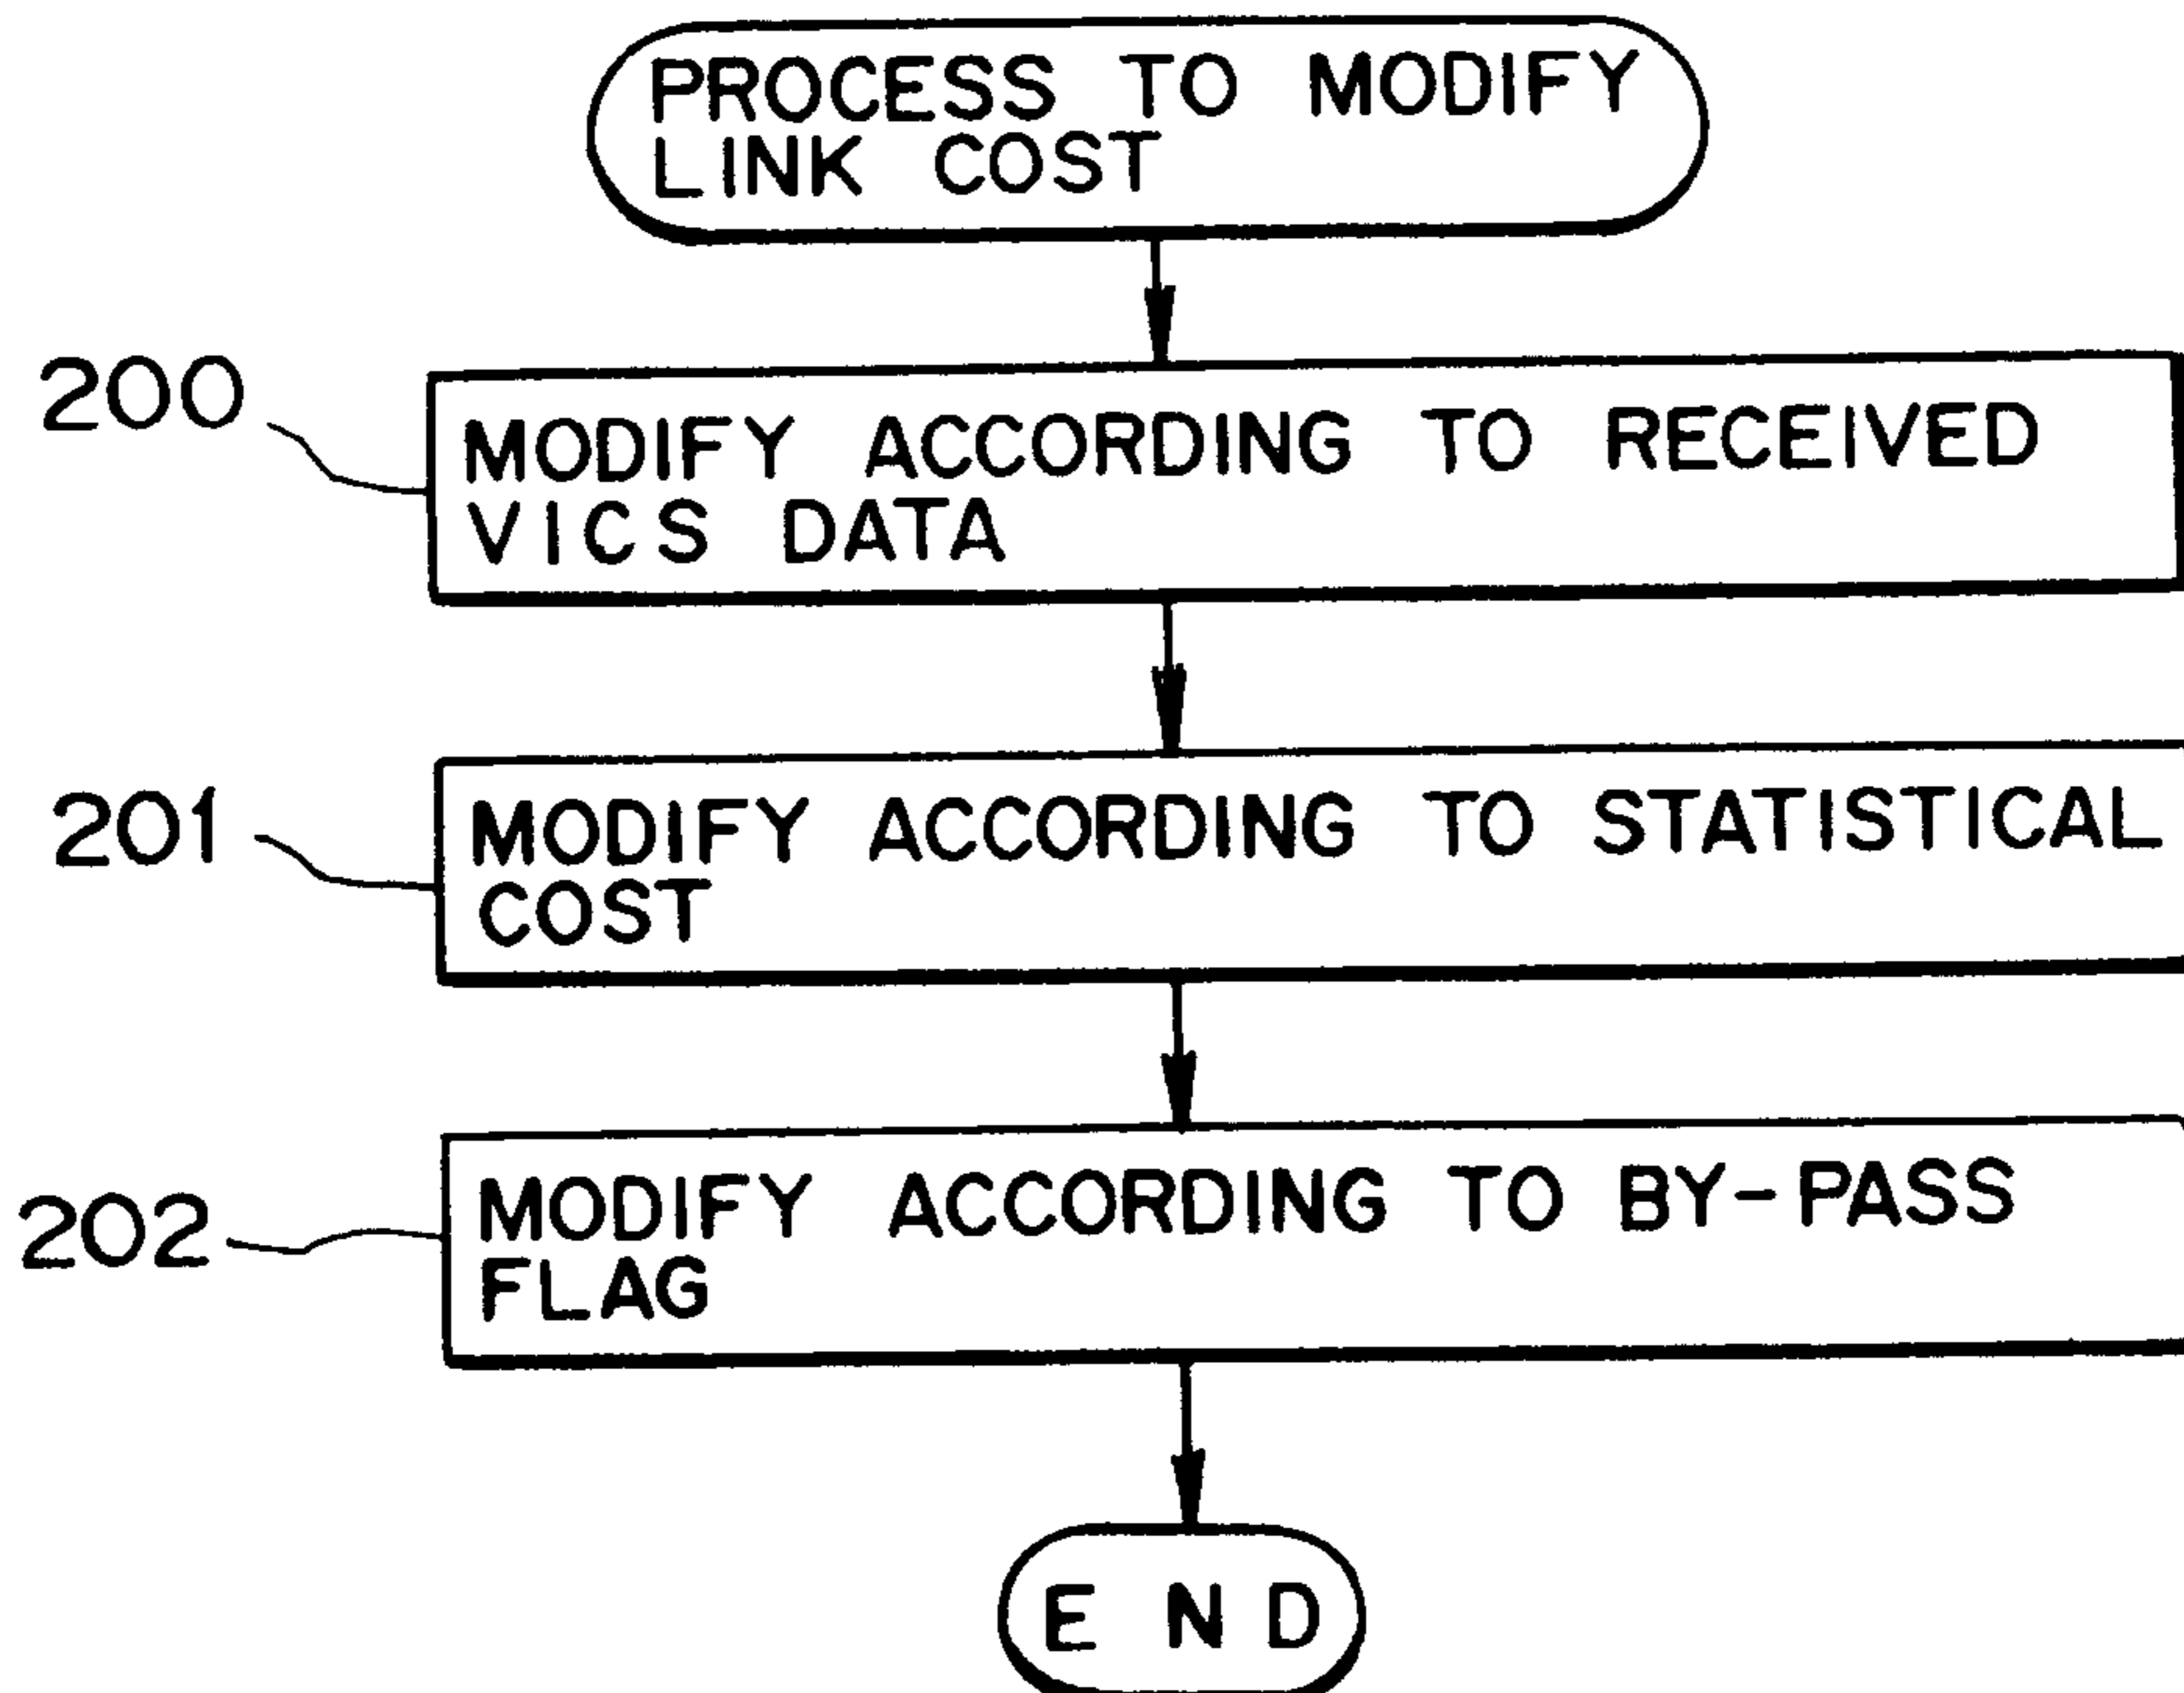 PROCESS TO MODIFY
LINK COST
200
MODIFY ACCORDING TO RECEIVED
VICS DATA
201
MODIFY ACCORDING TO STATISTICAL
COST
202
MODIFY ACCORDING TO BY-PASS
FLAG
END